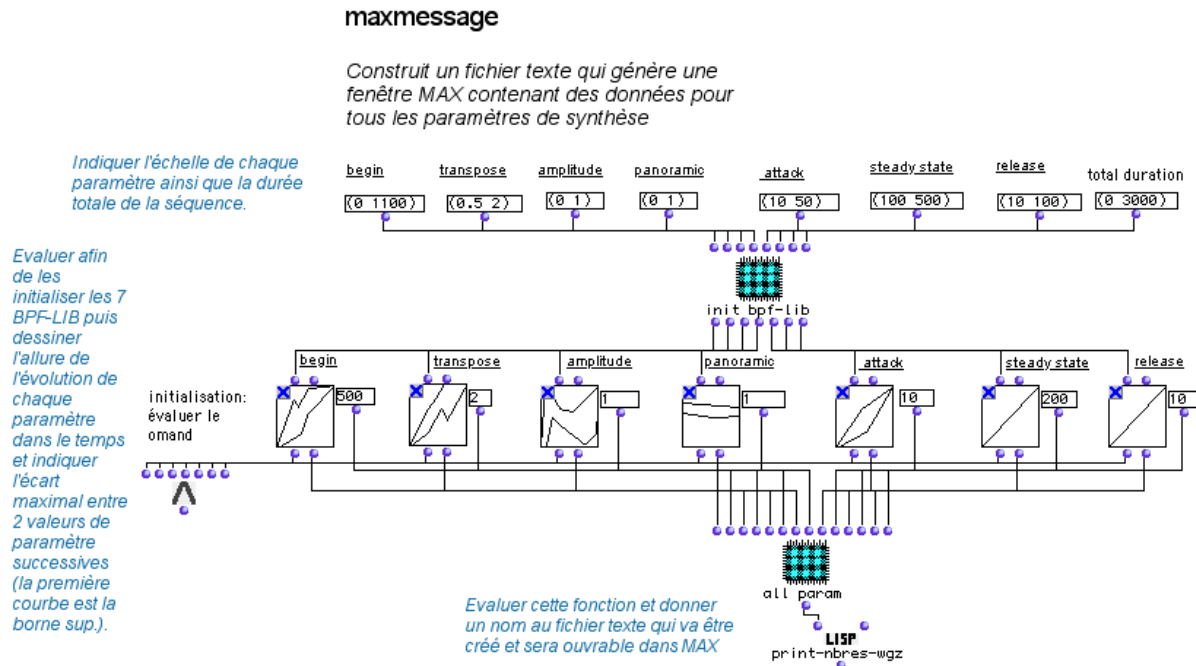 maxmessage
Construit un fichier texte qui génère une
fenêtre MAX contenant des données pour
tous les paramètres de synthèse
Indiquer l'échelle de chaque
paramètre ainsi que la durée
totale de la séquence.
begin transpose amplitude panoramic attack steady state release total duration
(0 1100) (0.5 2) (0 1) (0 1) (10 50) (100 500) (10 100) (0 3000)
init bpf-lib
Evaluer afin
de les
initialiser les 7
BPF-LIB puis
dessiner
l'allure de
l'évolution de
chaque
paramètre
dans le temps
et indiquer
l'écart
maximal entre
2 valeurs de
paramètre
successives
(la première
courbe est la
borne sup.).
begin transpose amplitude panoramic attack steady state release
500 2 1 1 10 200 10
initialisation:
évaluer le
omand
all param
Evaluer cette fonction et donner
un nom au fichier texte qui va être
créé et sera ouvrable dans MAX
LISP
print-nbres-wgz